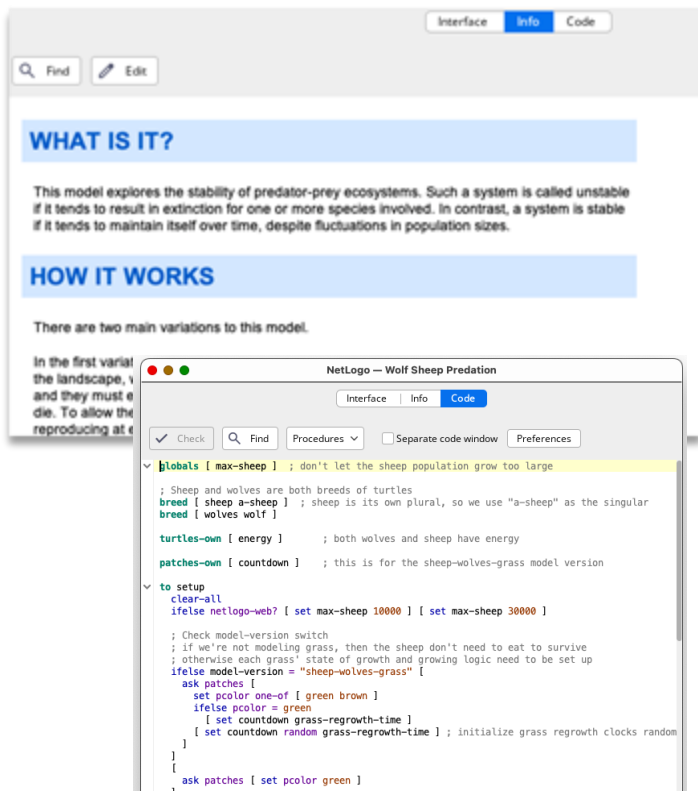 Interface Info Code
Find Edit
WHAT IS IT?
This model explores the stability of predator-prey ecosystems. Such a system is called unstable
if it tends to result in extinction for one or more species involved. In contrast, a system is stable
if it tends to maintain itself over time, despite fluctuations in population sizes.
HOW IT WORKS
There are two main variations to this model.
In the first variat
the landscape,
and they must e
die. To allow the
reproducing at e
NetLogo — Wolf Sheep Predation
Interface Info Code
Check Find Procedures Separate code window Preferences
globals [ max-sheep ]  ; don't let the sheep population grow too large
; Sheep and wolves are both breeds of turtles
breed [ sheep a-sheep ]  ; sheep is its own plural, so we use "a-sheep" as the singular
breed [ wolves wolf ]
turtles-own [ energy ]       ; both wolves and sheep have energy
patches-own [ countdown ]    ; this is for the sheep-wolves-grass model version
to setup
  clear-all
  ifelse netlogo-web? [ set max-sheep 10000 ] [ set max-sheep 30000 ]
  ; Check model-version switch
  ; if we're not modeling grass, then the sheep don't need to eat to survive
  ; otherwise each grass' state of growth and growing logic need to be set up
  ifelse model-version = "sheep-wolves-grass" [
    ask patches [
      set pcolor one-of [ green brown ]
      ifelse pcolor = green
        [ set countdown grass-regrowth-time ]
      [ set countdown random grass-regrowth-time ] ; initialize grass regrowth clocks random
    ]
  ]
  [
    ask patches [ set pcolor green ]